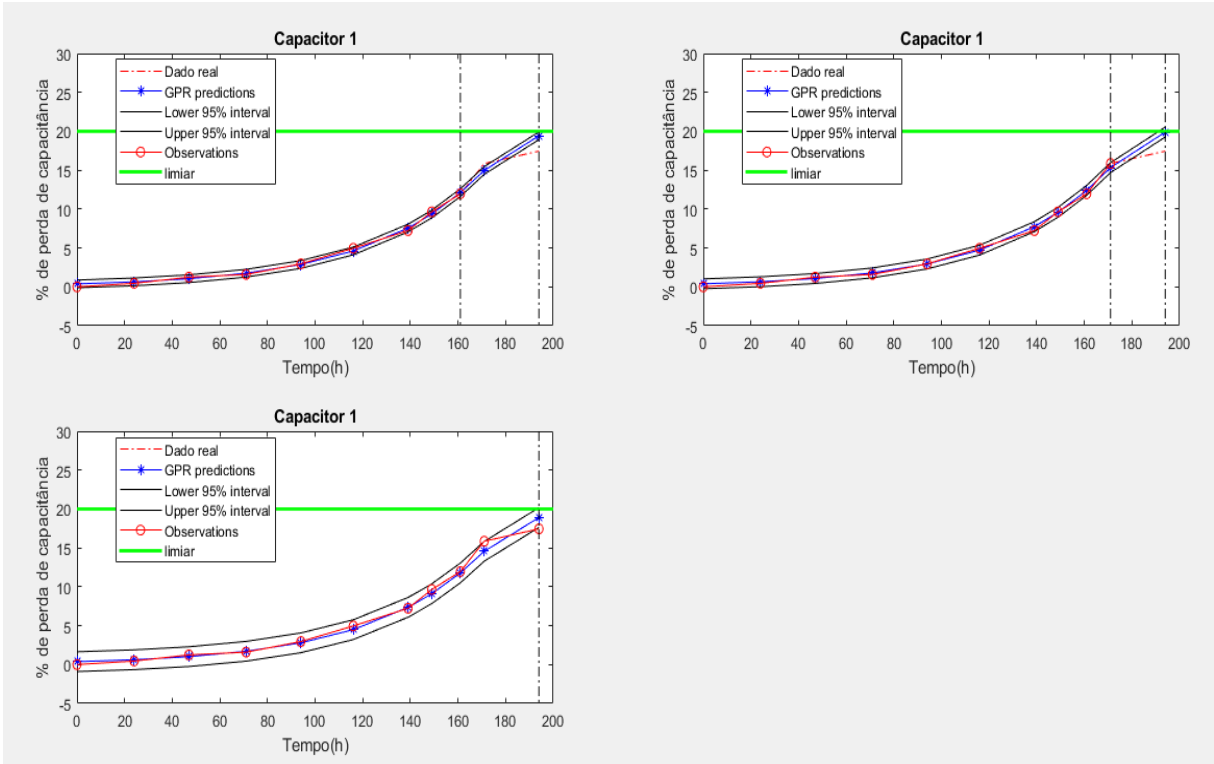 Capacitor 1
30
25
20
15
10
5
0
-5
% de perda de capacitância
Dado real
GPR predictions
Lower 95% interval
Upper 95% interval
Observations
limiar
0 20 40 60 80 100 120 140 160 180 200
Tempo(h)
Capacitor 1
30
25
20
15
10
5
0
-5
% de perda de capacitância
Dado real
GPR predictions
Lower 95% interval
Upper 95% interval
Observations
limiar
0 20 40 60 80 100 120 140 160 180 200
Tempo(h)
Capacitor 1
30
25
20
15
10
5
0
-5
% de perda de capacitância
Dado real
GPR predictions
Lower 95% interval
Upper 95% interval
Observations
limiar
0 20 40 60 80 100 120 140 160 180 200
Tempo(h)